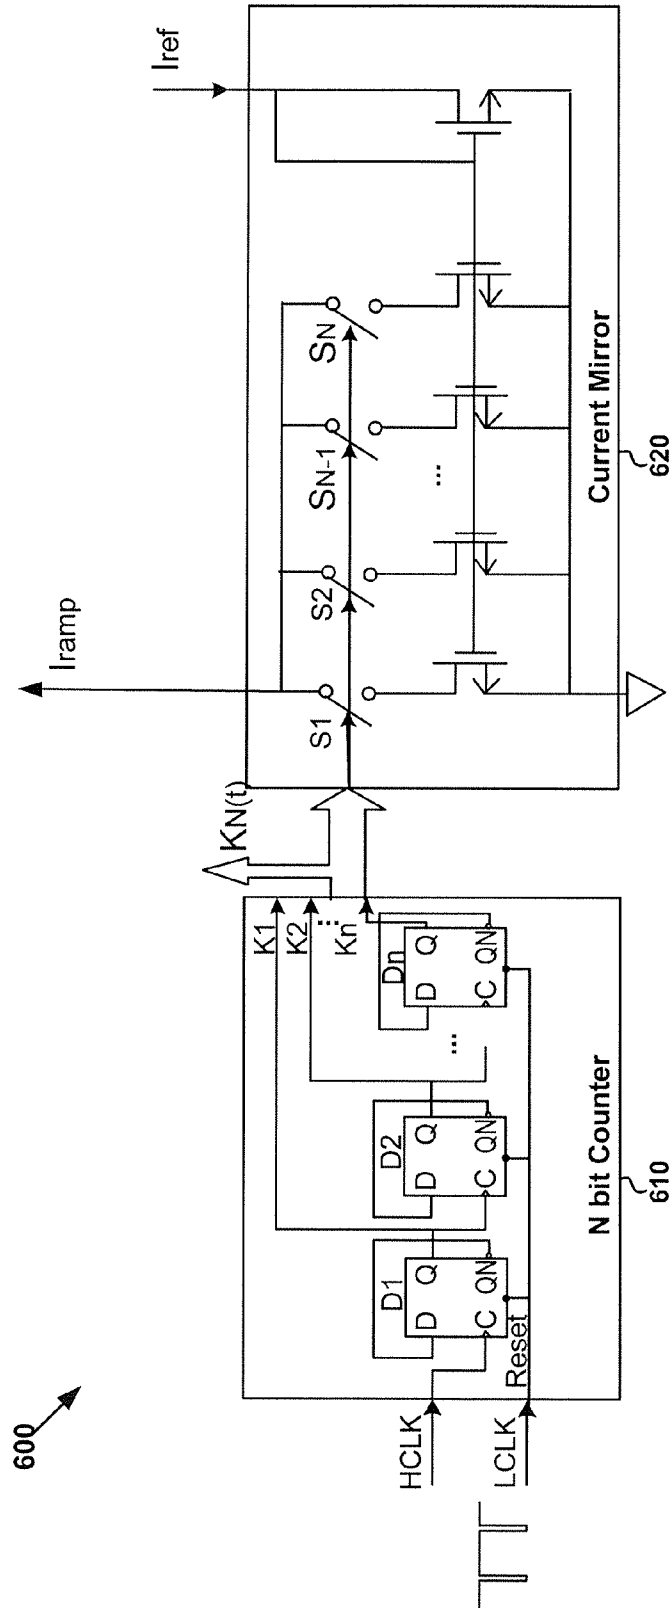 600
HCLK
LCLK
Reset
D1
D
Q
C
QN
D2
D
Q
C
QN
...
Dn
D
Q
C
QN
K1
K2
...
Kn
N bit Counter
610
KN(t)
Iramp
S1
S2
SN-1
SN
...
Iref
Current Mirror
620